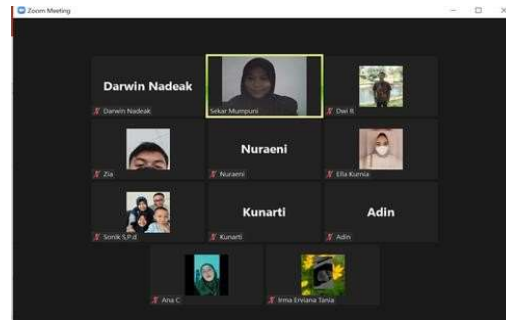 Zoom Meeting
Darwin Nadeak
Darwin Nadeak
Sekar Mumpuni
Dwi R
Nuraeni
Zia
Nuraeni
Ella Kurnia
Kunarti
Adin
Sonik S,P.d
Kunarti
Adin
Ana C
Irma Erviana Tania